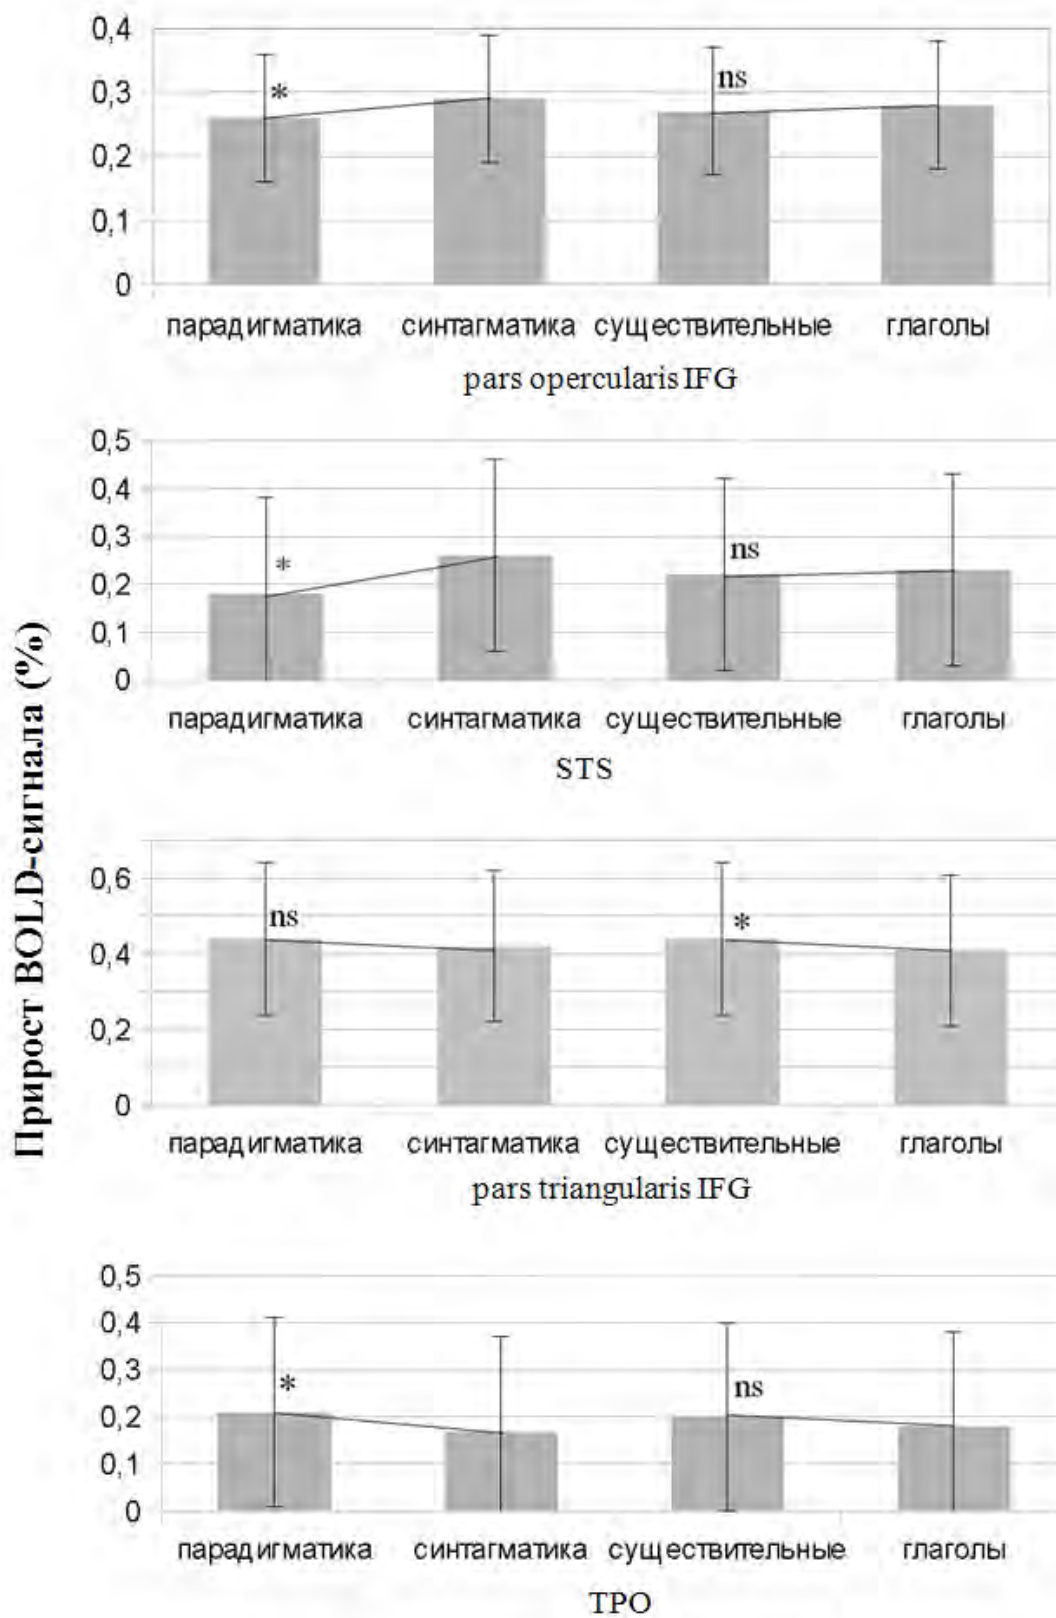 Прирост BOLD-сигнала (%)
0,4
0,3
0,2
0,1
0
*
ns
парадигматика синтагматика существительные глаголы
pars opercularis IFG
0,5
0,4
0,3
0,2
0,1
0
*
ns
парадигматика синтагматика существительные глаголы
STS
0,6
0,4
0,2
0
ns
*
парадигматика синтагматика существительные глаголы
pars triangularis IFG
0,5
0,4
0,3
0,2
0,1
0
*
ns
парадигматика синтагматика существительные глаголы
TPO